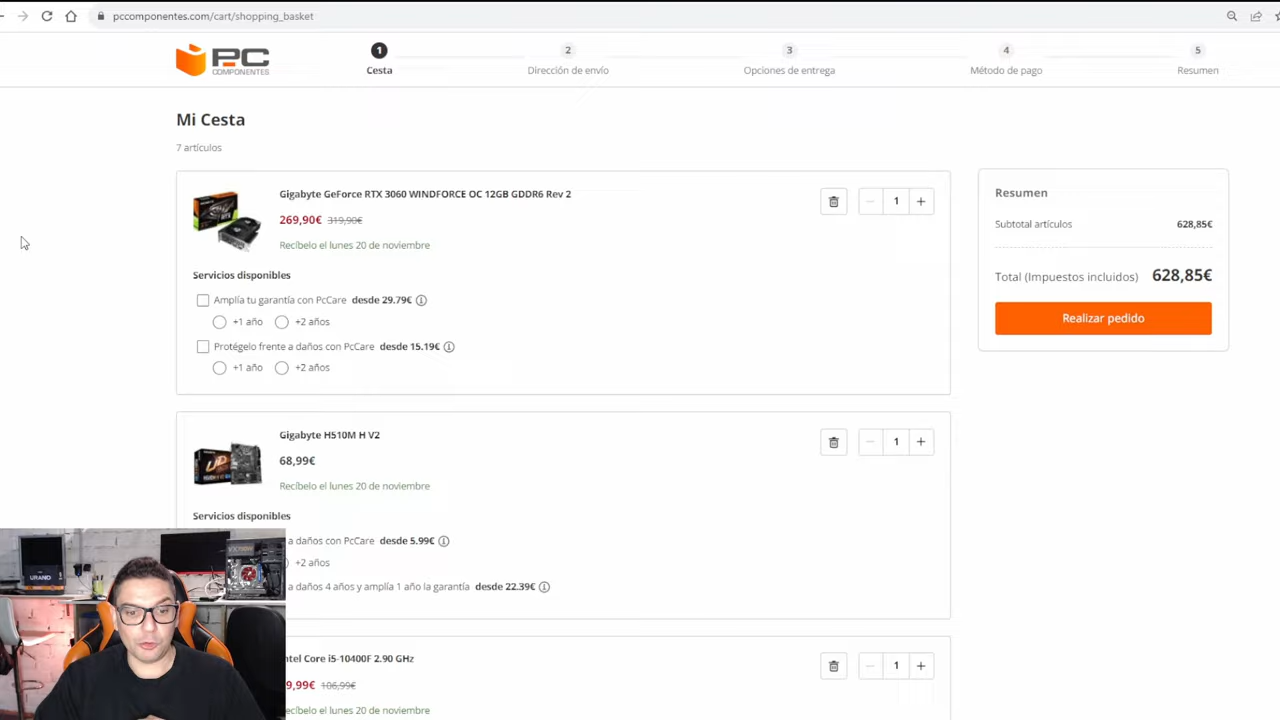 pccomponentes.com/cart/shopping_basket
PC
COMPONENTES
1
Cesta
2
Dirección de envío
3
Opciones de entrega
4
Método de pago
5
Resumen
Mi Cesta
7 artículos
Gigabyte GeForce RTX 3060 WINDFORCE OC 12GB GDDR6 Rev 2
269,90€ 319,90€
Recíbelo el lunes 20 de noviembre
1
Servicios disponibles
Amplía tu garantía con PcCare desde 29.79€
+1 año +2 años
Protégelo frente a daños con PcCare desde 15.19€
+1 año +2 años
Resumen
Subtotal artículos 628,85€
Total (Impuestos incluidos) 628,85€
Realizar pedido
Gigabyte H510M H V2
68,99€
Recíbelo el lunes 20 de noviembre
1
Servicios disponibles
a daños con PcCare desde 5.99€
+2 años
a daños 4 años y amplía 1 año la garantía desde 22.39€
ntel Core i5-10400F 2.90 GHz
9,99€ 106,99€
ecíbelo el lunes 20 de noviembre
1
URANO